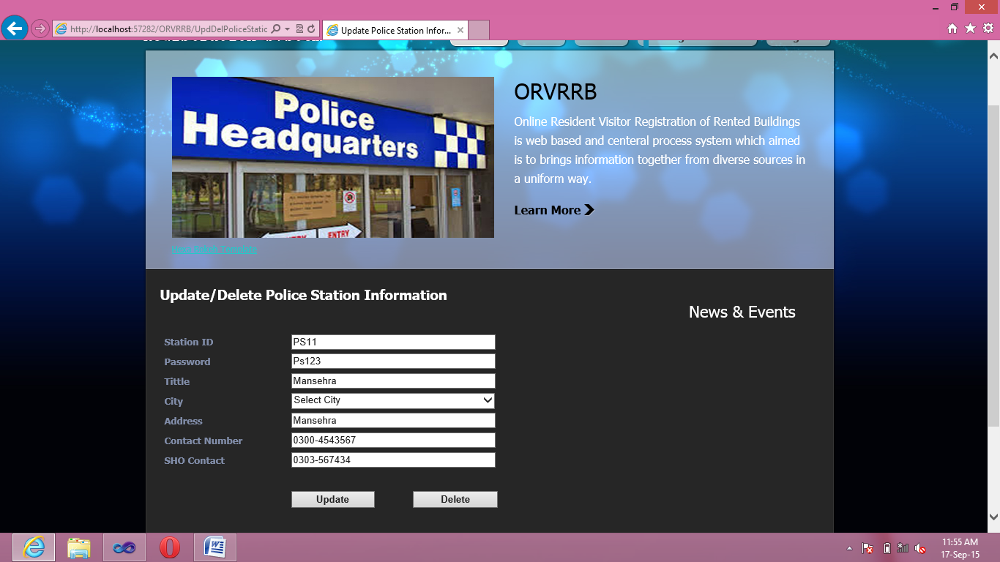 http://localhost:57282/ORVRRB/UpdDelPoliceStatic
Update Police Station Infor...
Police
Headquarters
ENTRY
ORVRRB
Online Resident Visitor Registration of Rented Buildings
is web based and centeral process system which aimed
is to brings information together from diverse sources in
a uniform way.
Learn More
Update/Delete Police Station Information
News & Events
Station ID PS11
Password Ps123
Tittle Mansehra
City Select City
Address Mansehra
Contact Number 0300-4543567
SHO Contact 0303-567434
Update Delete
11:55 AM
17-Sep-15